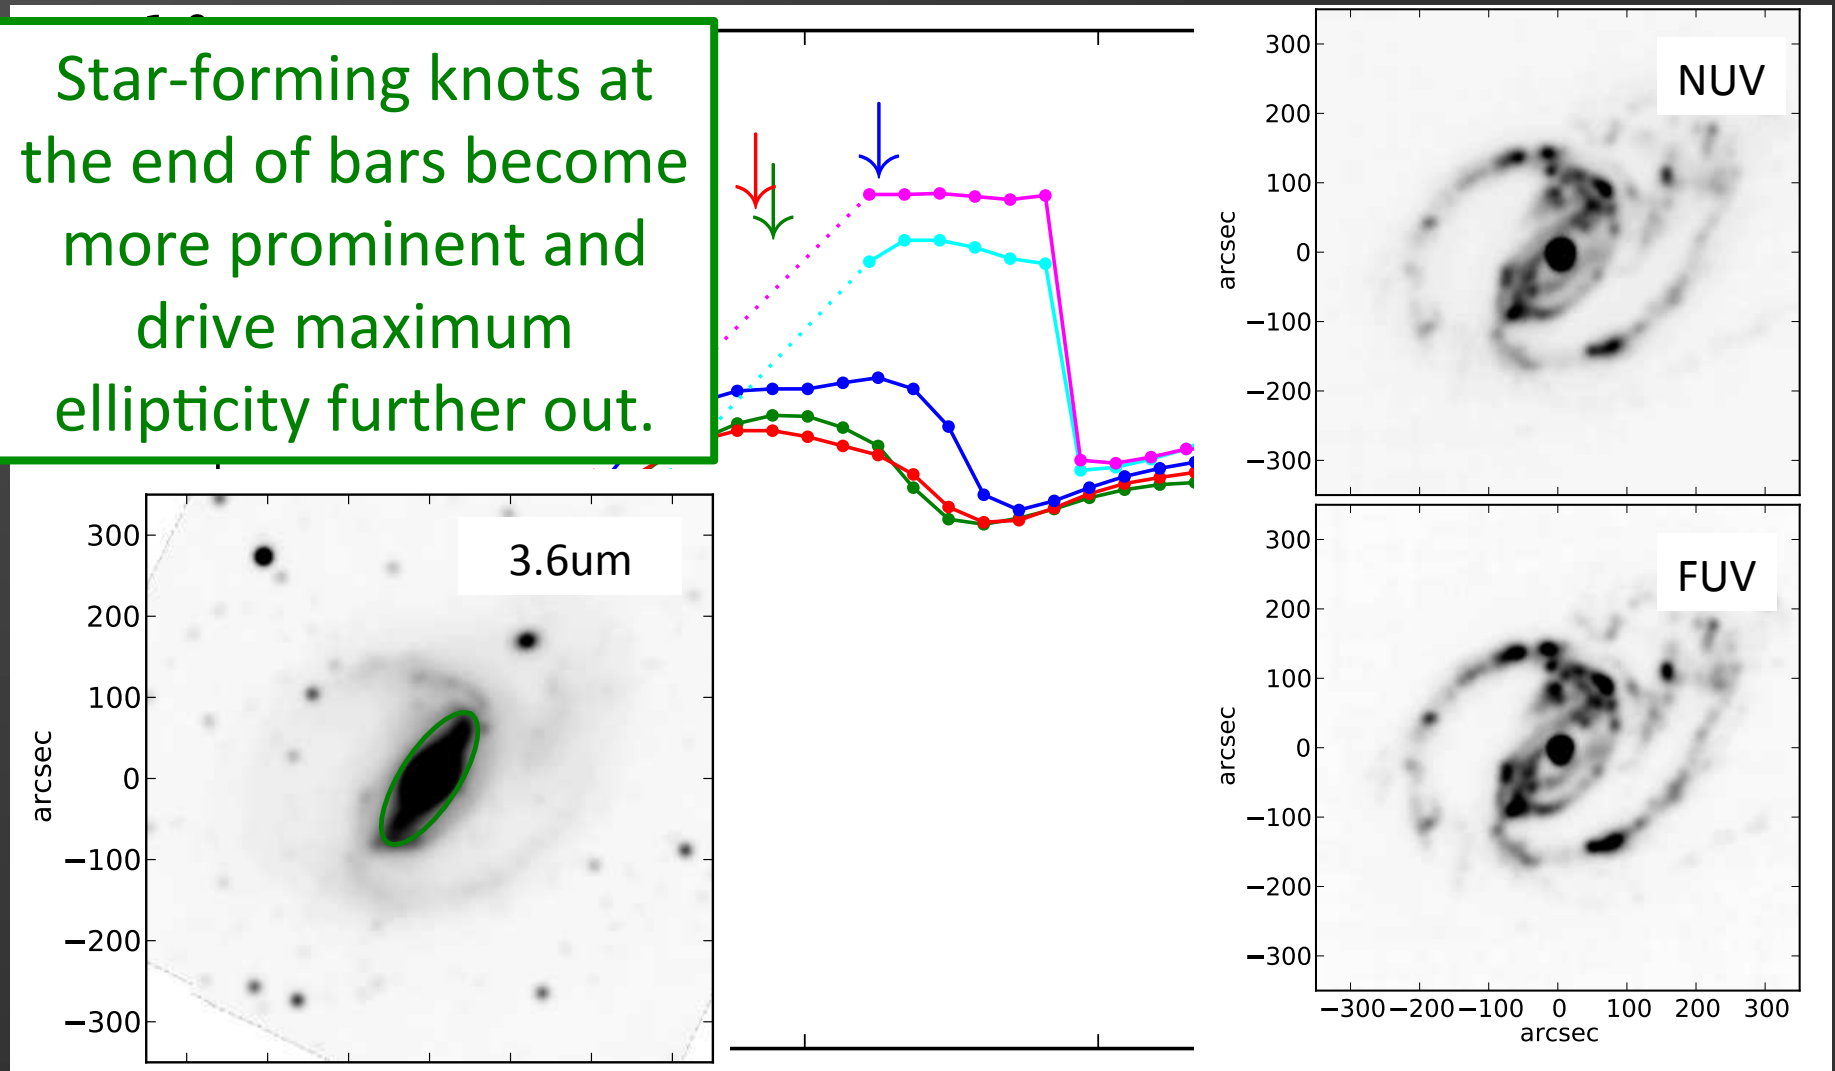 Star-forming knots at
the end of bars become
more prominent and
drive maximum
ellipticity further out.
3.6um
300
200
100
0
−100
−200
−300
arcsec
NUV
300
200
100
0
−100
−200
−300
arcsec
FUV
300
200
100
0
−100
−200
−300
arcsec
−300 −200 −100 0 100 200 300
arcsec